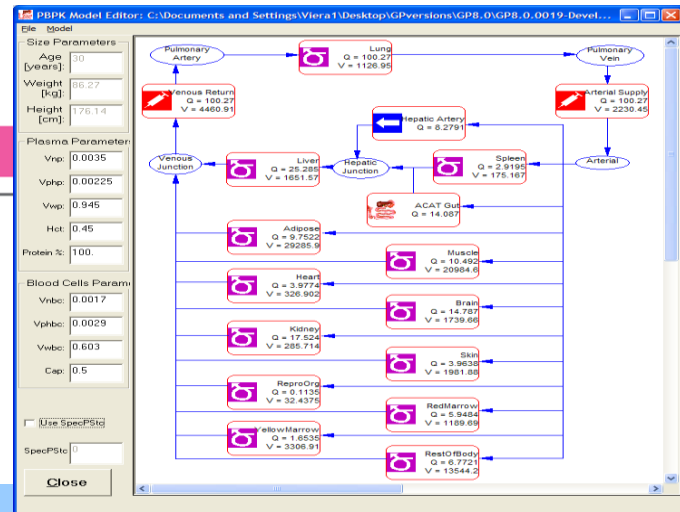 PBPK Model Editor: C:\Documents and Settings\Viera1\Desktop\GPversions\GP8.0\GP8.0.0019-Devel...
File Model
Size Parameters
Age [years]: 30
Weight [kg]: 86.27
Height [cm]: 176.14
Plasma Parameter
Vnp: 0.0035
Vphp: 0.00225
Vwp: 0.945
Hct: 0.45
Protein %: 100.
Blood Cells Param
Vnbc: 0.0017
Vphbc: 0.0029
Vwbc: 0.603
Cap: 0.5
Use SpecPStc
SpecPStc 0
Close
Pulmonary Artery
Lung
Q = 100.27
V = 1126.95
Pulmonary Vein
Venous Return
Q = 100.27
V = 4460.91
Arterial Supply
Q = 100.27
V = 2230.45
Hepatic Artery
Q = 8.2791
Venous Junction
Liver
Q = 25.285
V = 1651.57
Hepatic Junction
Spleen
Q = 2.9195
V = 175.167
Arterial
ACAT Gut
Q = 14.087
Adipose
Q = 9.7522
V = 29285.9
Muscle
Q = 10.492
V = 20984.6
Heart
Q = 3.9774
V = 326.902
Brain
Q = 14.787
V = 1739.66
Kidney
Q = 17.524
V = 285.714
Skin
Q = 3.9638
V = 1981.88
ReproOrg
Q = 0.1135
V = 32.4375
RedMarrow
Q = 5.9484
V = 1189.69
YellowMarrow
Q = 1.6535
V = 3306.91
RestOfBody
Q = 6.7721
V = 13544.2